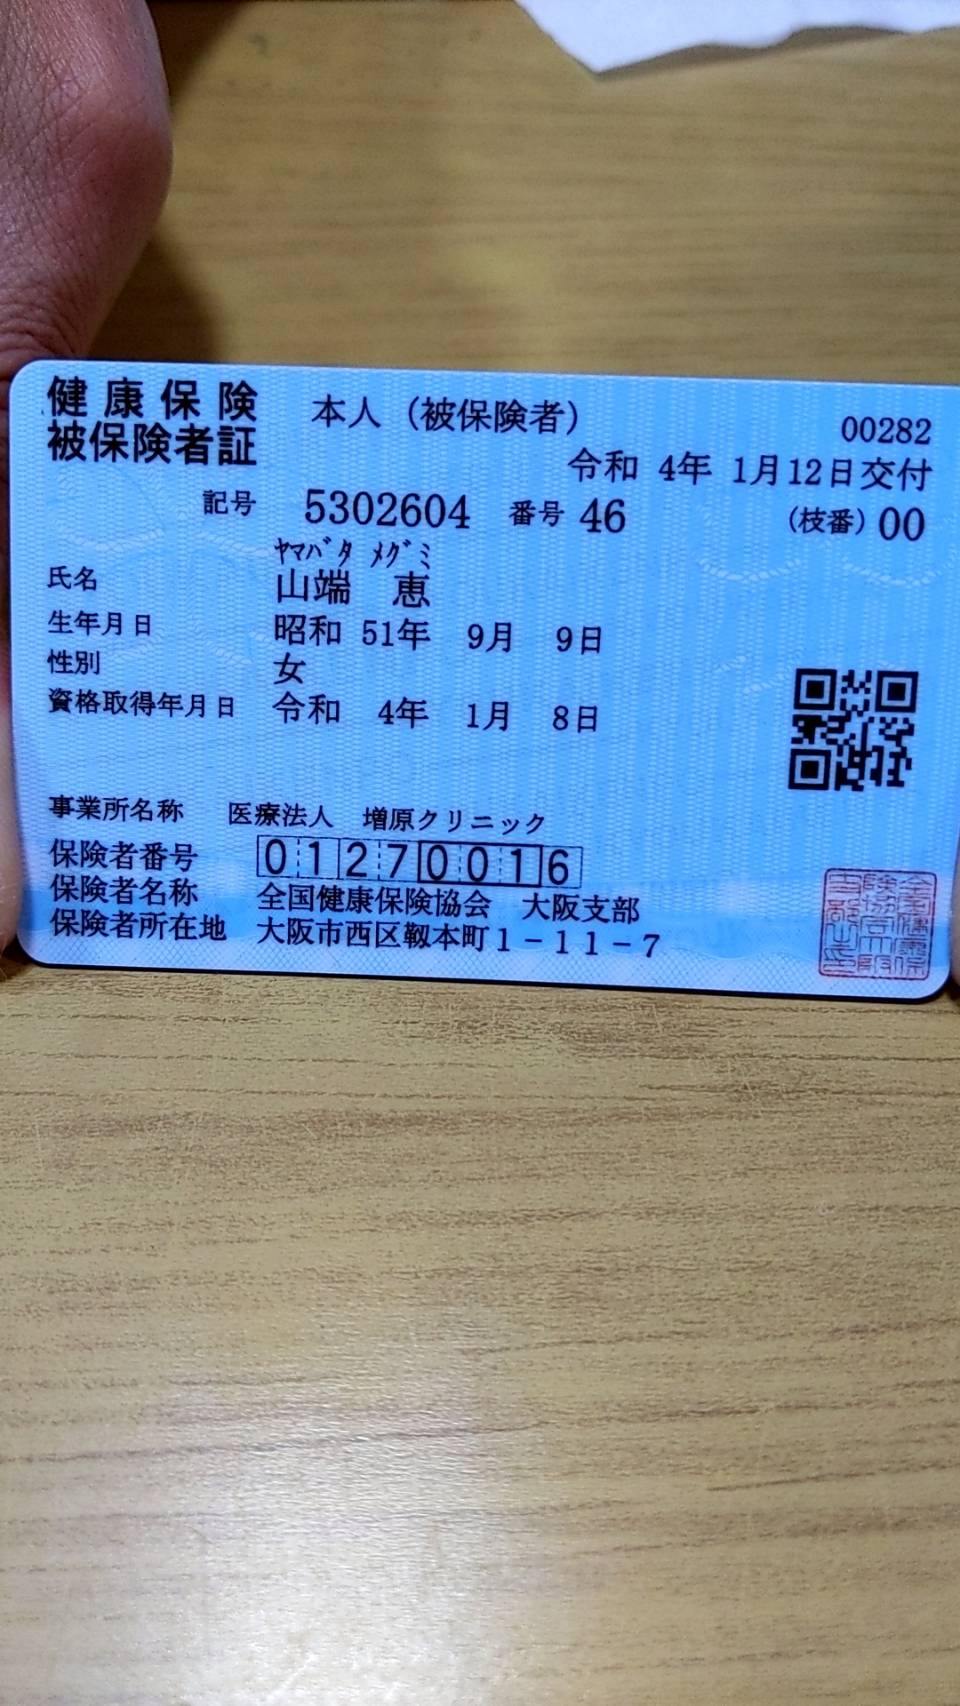 健康保険 本人（被保険者） 00282
被保険者証 令和 4年 1月12日交付
記号 5302604 番号 46 （枝番）00
ﾔﾏﾊﾞﾀ ﾒｸﾞﾐ
氏名 山端 恵
生年月日 昭和 51年 9月 9日
性別 女
資格取得年月日 令和 4年 1月 8日
事業所名称 医療法人 増原クリニック
保険者番号 01270016
保険者名称 全国健康保険協会 大阪支部
保険者所在地 大阪市西区靱本町1－11－7